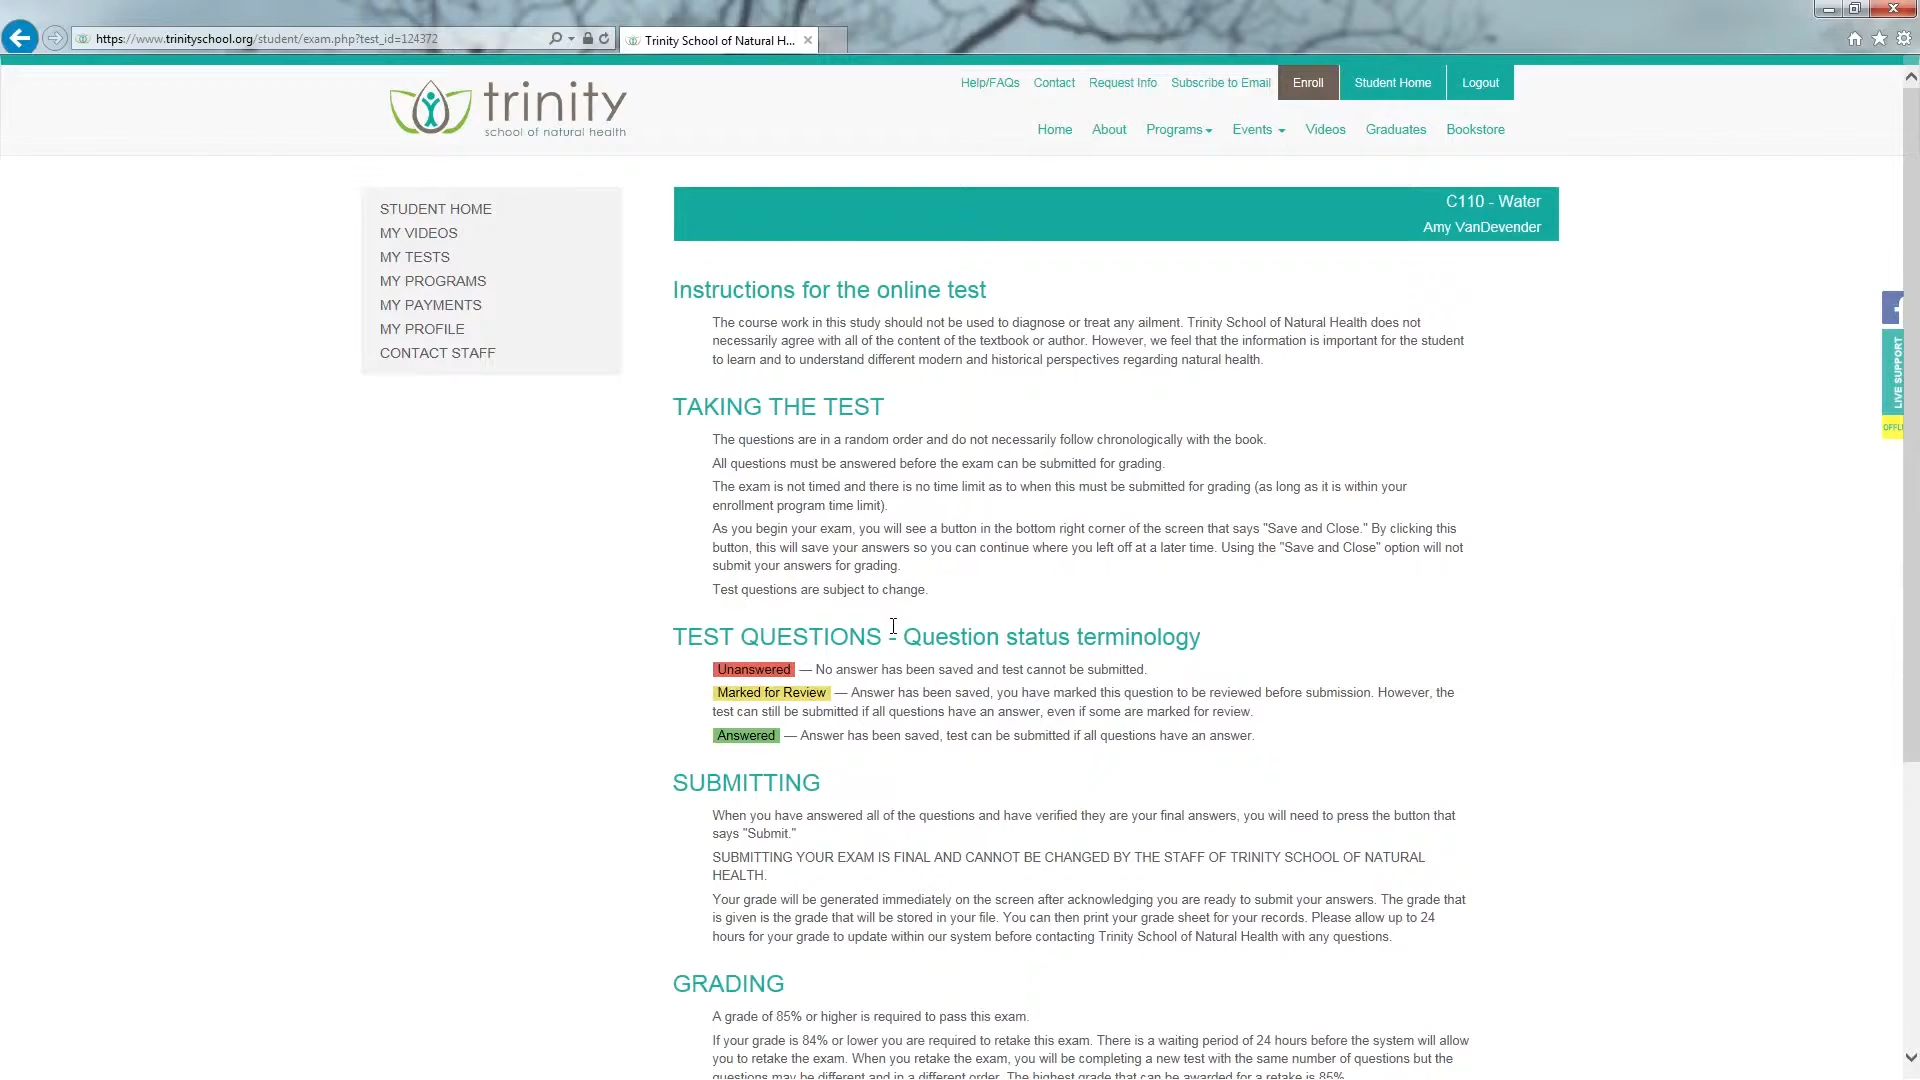 https://www.trinityschool.org/student/exam.php?test_id=124372
Trinity School of Natural H...
Help/FAQs Contact Request Info Subscribe to Email Enroll Student Home Logout
trinity
school of natural health
Home About Programs Events Videos Graduates Bookstore
STUDENT HOME
MY VIDEOS
MY TESTS
MY PROGRAMS
MY PAYMENTS
MY PROFILE
CONTACT STAFF
C110 - Water
Amy VanDevender
Instructions for the online test
The course work in this study should not be used to diagnose or treat any ailment. Trinity School of Natural Health does not
necessarily agree with all of the content of the textbook or author. However, we feel that the information is important for the student
to learn and to understand different modern and historical perspectives regarding natural health.
TAKING THE TEST
The questions are in a random order and do not necessarily follow chronologically with the book.
All questions must be answered before the exam can be submitted for grading.
The exam is not timed and there is no time limit as to when this must be submitted for grading (as long as it is within your
enrollment program time limit).
As you begin your exam, you will see a button in the bottom right corner of the screen that says "Save and Close." By clicking this
button, this will save your answers so you can continue where you left off at a later time. Using the "Save and Close" option will not
submit your answers for grading.
Test questions are subject to change.
TEST QUESTIONS - Question status terminology
Unanswered — No answer has been saved and test cannot be submitted.
Marked for Review — Answer has been saved, you have marked this question to be reviewed before submission. However, the
test can still be submitted if all questions have an answer, even if some are marked for review.
Answered — Answer has been saved, test can be submitted if all questions have an answer.
SUBMITTING
When you have answered all of the questions and have verified they are your final answers, you will need to press the button that
says "Submit."
SUBMITTING YOUR EXAM IS FINAL AND CANNOT BE CHANGED BY THE STAFF OF TRINITY SCHOOL OF NATURAL
HEALTH.
Your grade will be generated immediately on the screen after acknowledging you are ready to submit your answers. The grade that
is given is the grade that will be stored in your file. You can then print your grade sheet for your records. Please allow up to 24
hours for your grade to update within our system before contacting Trinity School of Natural Health with any questions.
GRADING
A grade of 85% or higher is required to pass this exam.
If your grade is 84% or lower you are required to retake this exam. There is a waiting period of 24 hours before the system will allow
you to retake the exam. When you retake the exam, you will be completing a new test with the same number of questions but the
questions may be different and in a different order. The highest grade that can be awarded for a retake is 85%.
LIVE SUPPORT
OFFL